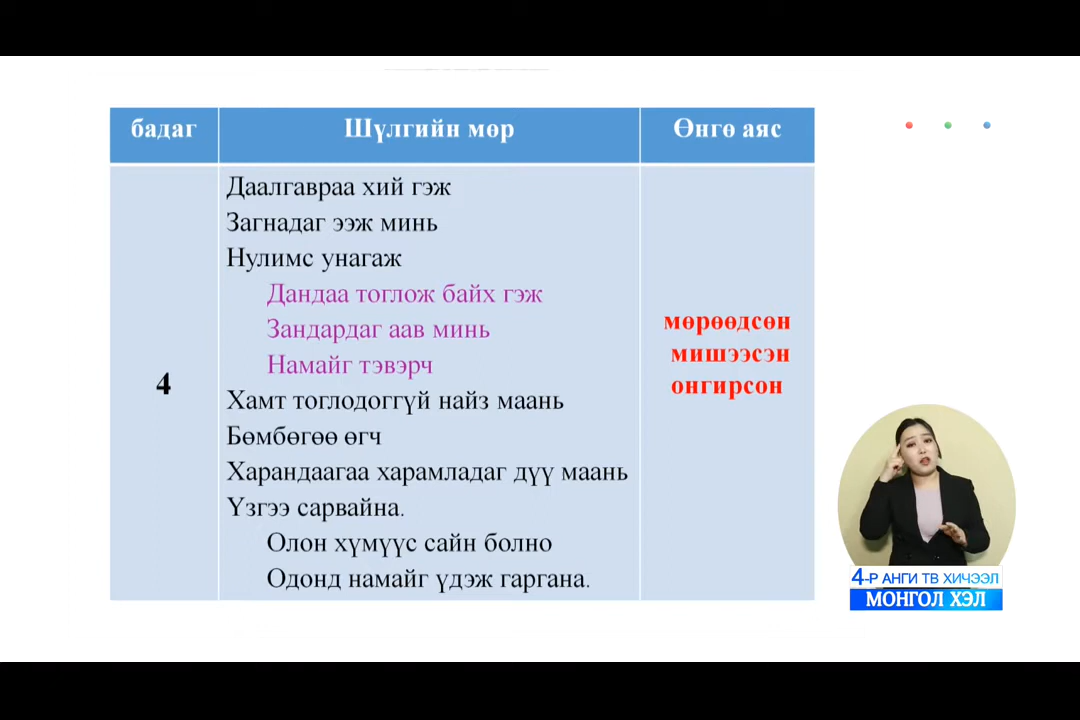 бадаг
Шүлгийн мөр
Өнгө аяс
4
Даалгавраа хий гэж
Загнадаг ээж минь
Нулимс унагаж
Дандаа тоглож байх гэж
Зандардаг аав минь
Намайг тэвэрч
Хамт тоглодоггүй найз маань
Бөмбөгөө өгч
Харандаагаа харамладаг дүү маань
Үзгээ сарвайна.
Олон хүмүүс сайн болно
Одонд намайг үдэж гаргана.
мөрөөдсөн
мишээсэн
онгирсон
4-Р АНГИ ТВ ХИЧЭЭЛ
МОНГОЛ ХЭЛ